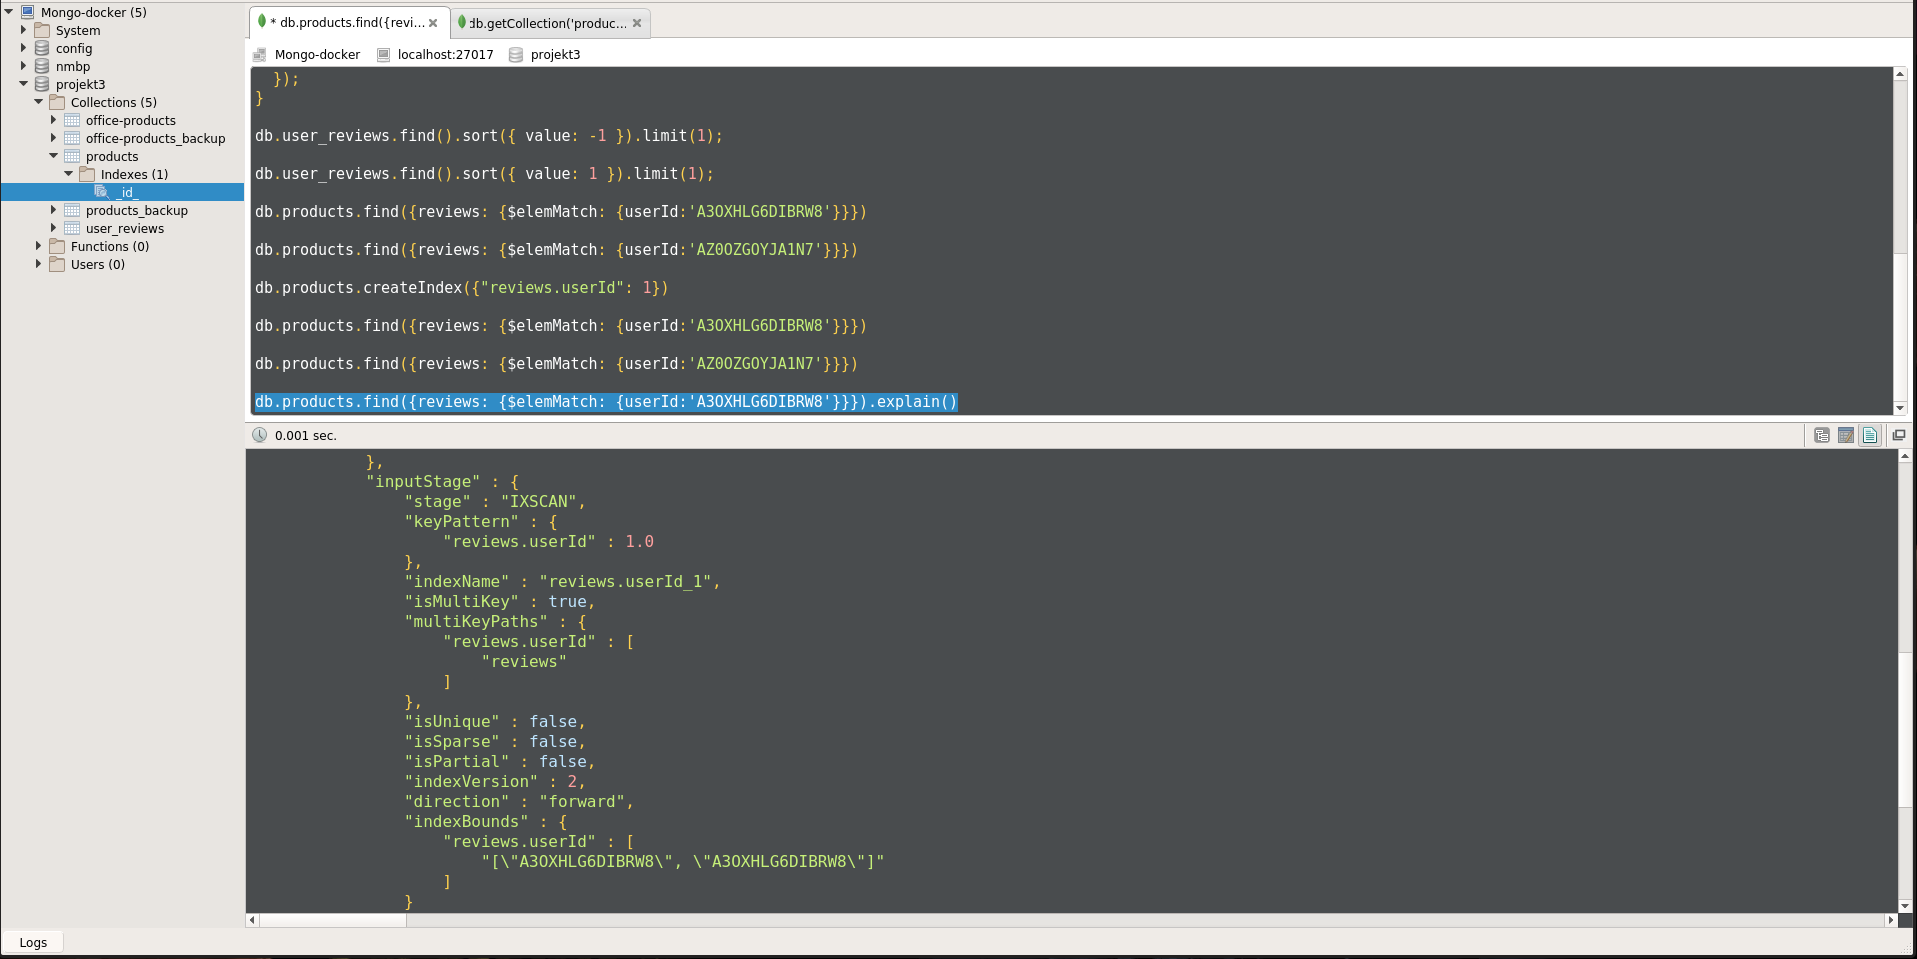 Mongo-docker (5)
System
config
nmbp
projekt3
Collections (5)
office-products
office-products_backup
products
Indexes (1)
_id_
products_backup
user_reviews
Functions (0)
Users (0)
* db.products.find({revi...
db.getCollection('produc...
Mongo-docker localhost:27017 projekt3
});
}
db.user_reviews.find().sort({ value: -1 }).limit(1);
db.user_reviews.find().sort({ value: 1 }).limit(1);
db.products.find({reviews: {$elemMatch: {userId:'A3OXHLG6DIBRW8'}}})
db.products.find({reviews: {$elemMatch: {userId:'AZ0OZGOYJA1N7'}}})
db.products.createIndex({"reviews.userId": 1})
db.products.find({reviews: {$elemMatch: {userId:'A3OXHLG6DIBRW8'}}})
db.products.find({reviews: {$elemMatch: {userId:'AZ0OZGOYJA1N7'}}})
db.products.find({reviews: {$elemMatch: {userId:'A3OXHLG6DIBRW8'}}}).explain()
0.001 sec.
},
"inputStage" : {
"stage" : "IXSCAN",
"keyPattern" : {
"reviews.userId" : 1.0
},
"indexName" : "reviews.userId_1",
"isMultiKey" : true,
"multiKeyPaths" : {
"reviews.userId" : [
"reviews"
]
},
"isUnique" : false,
"isSparse" : false,
"isPartial" : false,
"indexVersion" : 2,
"direction" : "forward",
"indexBounds" : {
"reviews.userId" : [
"[\"A3OXHLG6DIBRW8\", \"A3OXHLG6DIBRW8\"]"
]
}
Logs